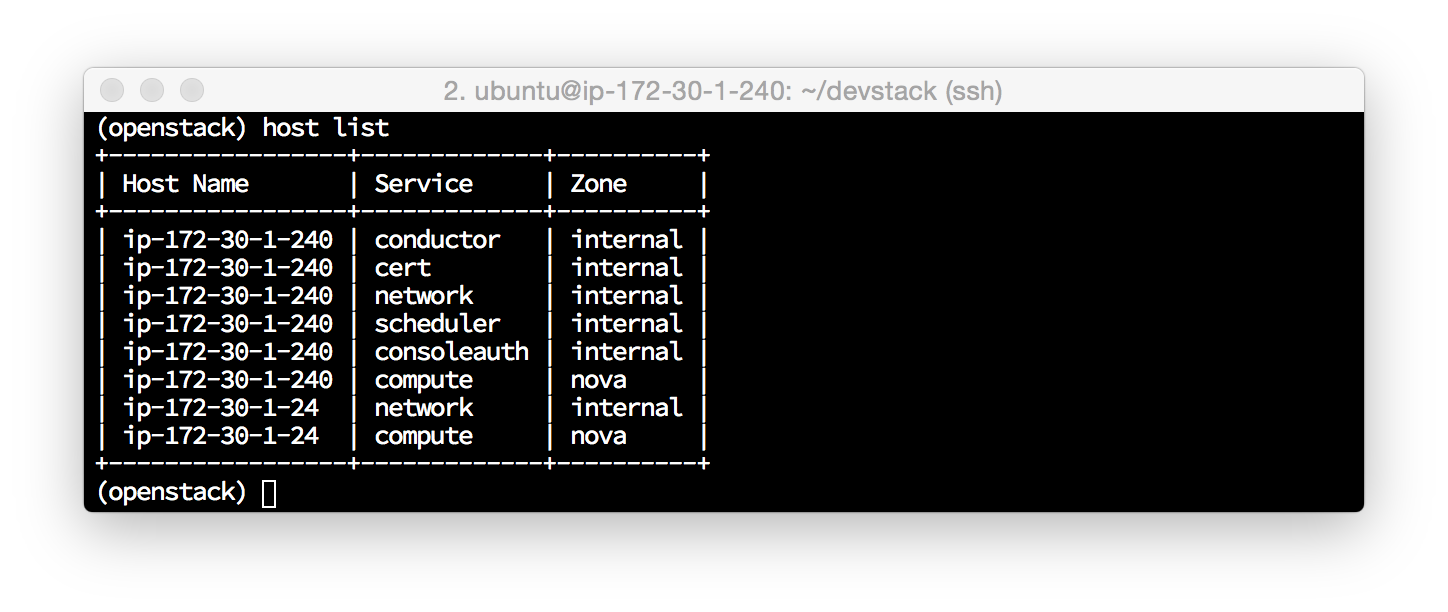 2. ubuntu@ip-172-30-1-240: ~/devstack (ssh)
(openstack) host list
+-----------------+-------------+----------+
| Host Name       | Service     | Zone     |
+-----------------+-------------+----------+
| ip-172-30-1-240 | conductor   | internal |
| ip-172-30-1-240 | cert        | internal |
| ip-172-30-1-240 | network     | internal |
| ip-172-30-1-240 | scheduler   | internal |
| ip-172-30-1-240 | consoleauth | internal |
| ip-172-30-1-240 | compute     | nova     |
| ip-172-30-1-24  | network     | internal |
| ip-172-30-1-24  | compute     | nova     |
+-----------------+-------------+----------+
(openstack)